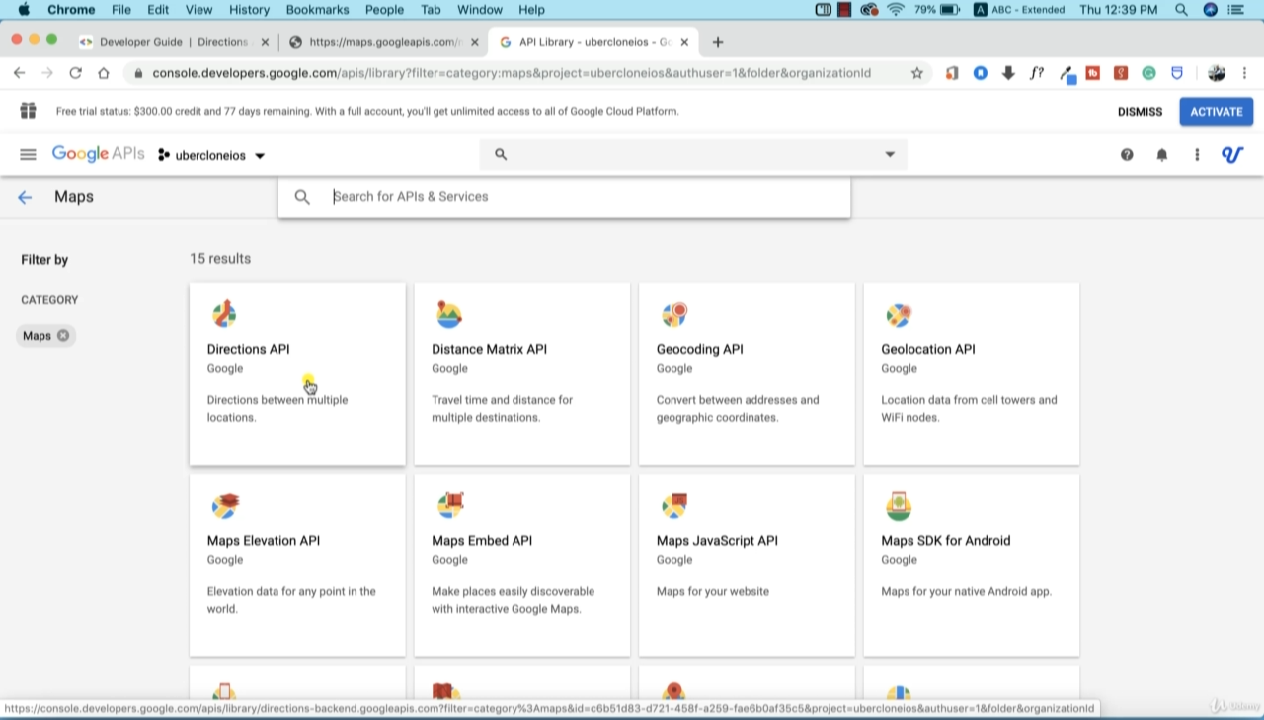 Chrome File Edit View History Bookmarks People Tab Window Help 79% A ABC - Extended Thu 12:39 PM
Developer Guide | Directions
https://maps.googleapis.com/
API Library - ubercloneios - Go
console.developers.google.com/apis/library?filter=category:maps&project=ubercloneios&authuser=1&folder&organizationId
Free trial status: $300.00 credit and 77 days remaining. With a full account, you'll get unlimited access to all of Google Cloud Platform.
DISMISS
ACTIVATE
Google APIs
ubercloneios
Maps
Search for APIs & Services
Filter by
15 results
CATEGORY
Maps
Directions API
Google
Directions between multiple
locations.
Distance Matrix API
Google
Travel time and distance for
multiple destinations.
Geocoding API
Google
Convert between addresses and
geographic coordinates.
Geolocation API
Google
Location data from cell towers and
WiFi nodes.
Maps Elevation API
Google
Elevation data for any point in the
world.
Maps Embed API
Google
Make places easily discoverable
with interactive Google Maps.
Maps JavaScript API
Google
Maps for your website
Maps SDK for Android
Google
Maps for your native Android app.
https://console.developers.google.com/apis/library/directions-backend.googleapis.com?filter=category%3Amaps&id=c6b51d83-d721-458f-a259-fae6b0af35c5&project=ubercloneios&authuser=1&folder&organizationId
Udemy